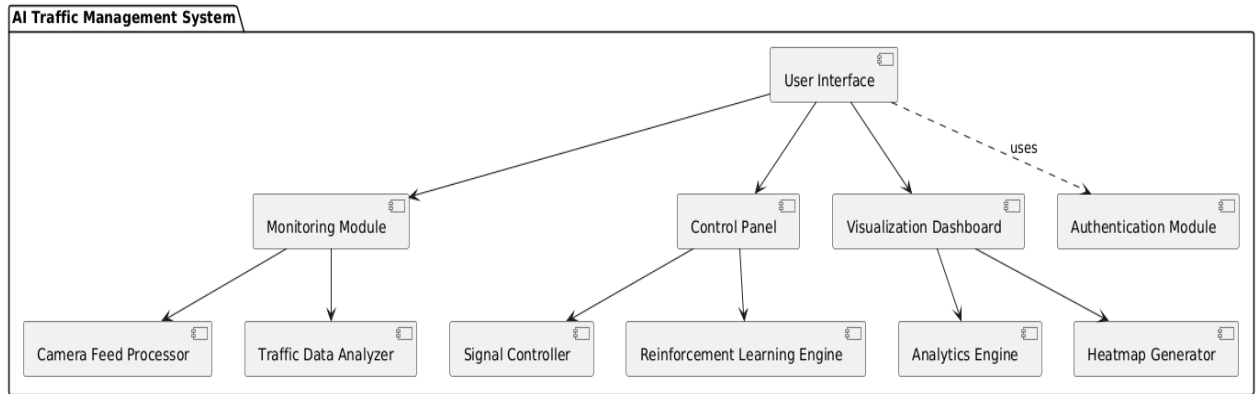 AI Traffic Management System
User Interface
uses
Monitoring Module
Control Panel
Visualization Dashboard
Authentication Module
Camera Feed Processor
Traffic Data Analyzer
Signal Controller
Reinforcement Learning Engine
Analytics Engine
Heatmap Generator